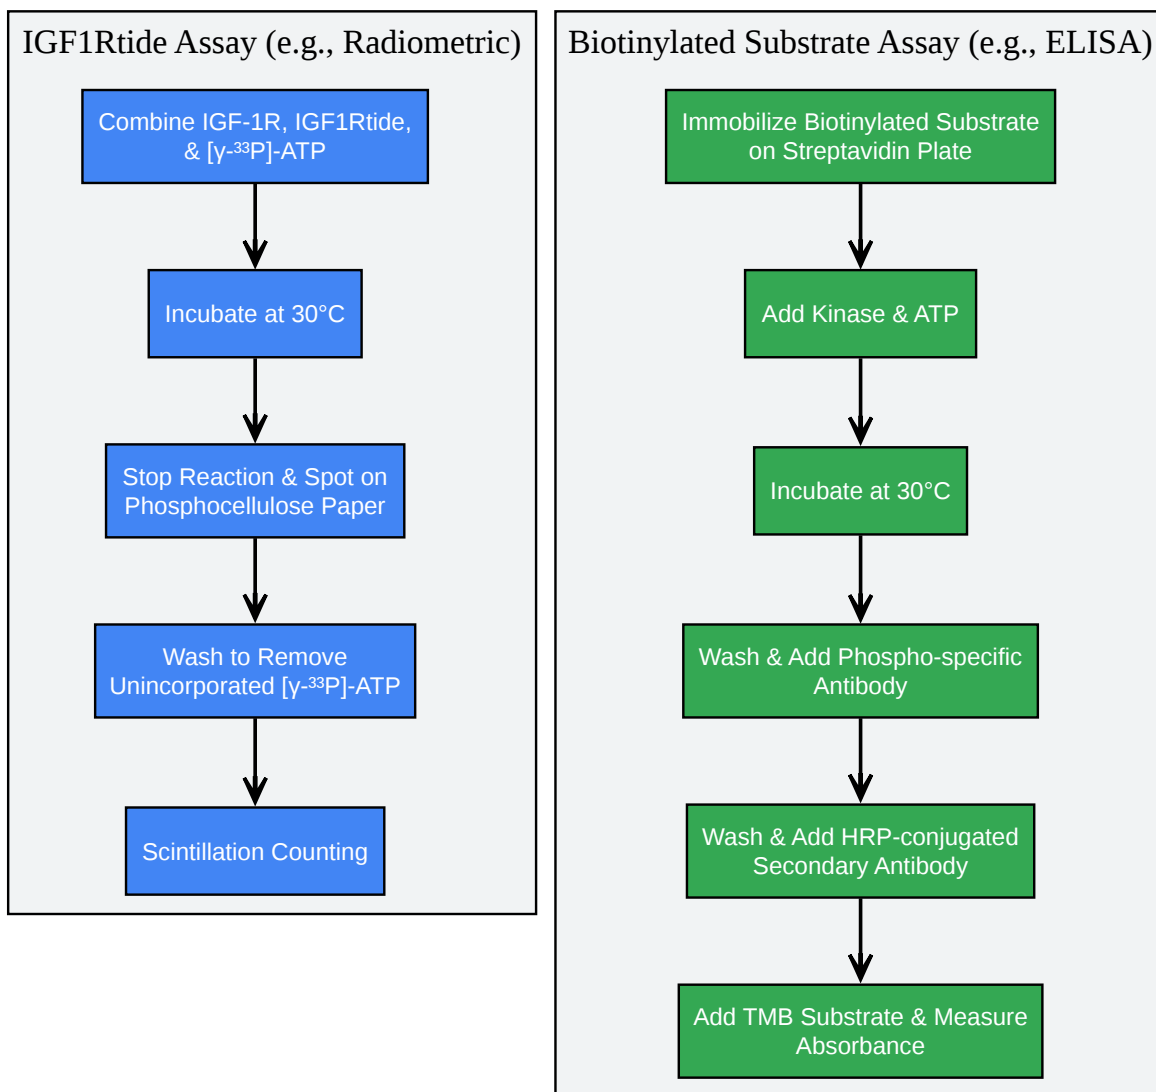 IGF1Rtide Assay (e.g., Radiometric)
Combine IGF-1R, IGF1Rtide,
& [γ-³³P]-ATP
Incubate at 30°C
Stop Reaction & Spot on
Phosphocellulose Paper
Wash to Remove
Unincorporated [γ-³³P]-ATP
Scintillation Counting
Biotinylated Substrate Assay (e.g., ELISA)
Immobilize Biotinylated Substrate
on Streptavidin Plate
Add Kinase & ATP
Incubate at 30°C
Wash & Add Phospho-specific
Antibody
Wash & Add HRP-conjugated
Secondary Antibody
Add TMB Substrate & Measure
Absorbance